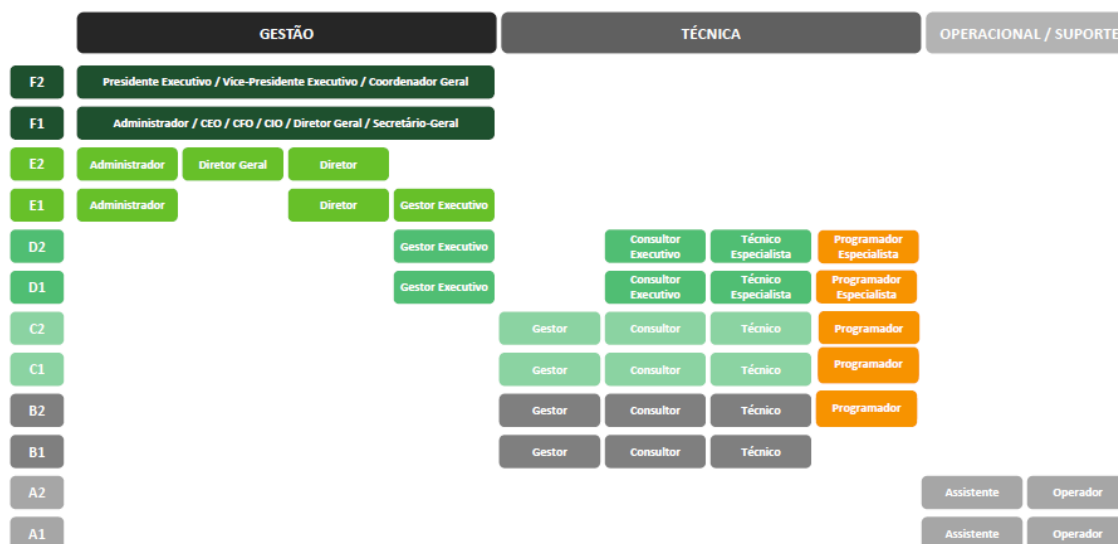 GESTÃO
TÉCNICA
OPERACIONAL / SUPORTE
F2
Presidente Executivo / Vice-Presidente Executivo / Coordenador Geral
F1
Administrador / CEO / CFO / CIO / Diretor Geral / Secretário-Geral
E2
Administrador
Diretor Geral
Diretor
E1
Administrador
Diretor
Gestor Executivo
D2
Gestor Executivo
Consultor
Executivo
Técnico
Especialista
Programador
Especialista
D1
Gestor Executivo
Consultor
Executivo
Técnico
Especialista
Programador
Especialista
C2
Gestor
Consultor
Técnico
Programador
C1
Gestor
Consultor
Técnico
Programador
B2
Gestor
Consultor
Técnico
Programador
B1
Gestor
Consultor
Técnico
A2
Assistente
Operador
A1
Assistente
Operador